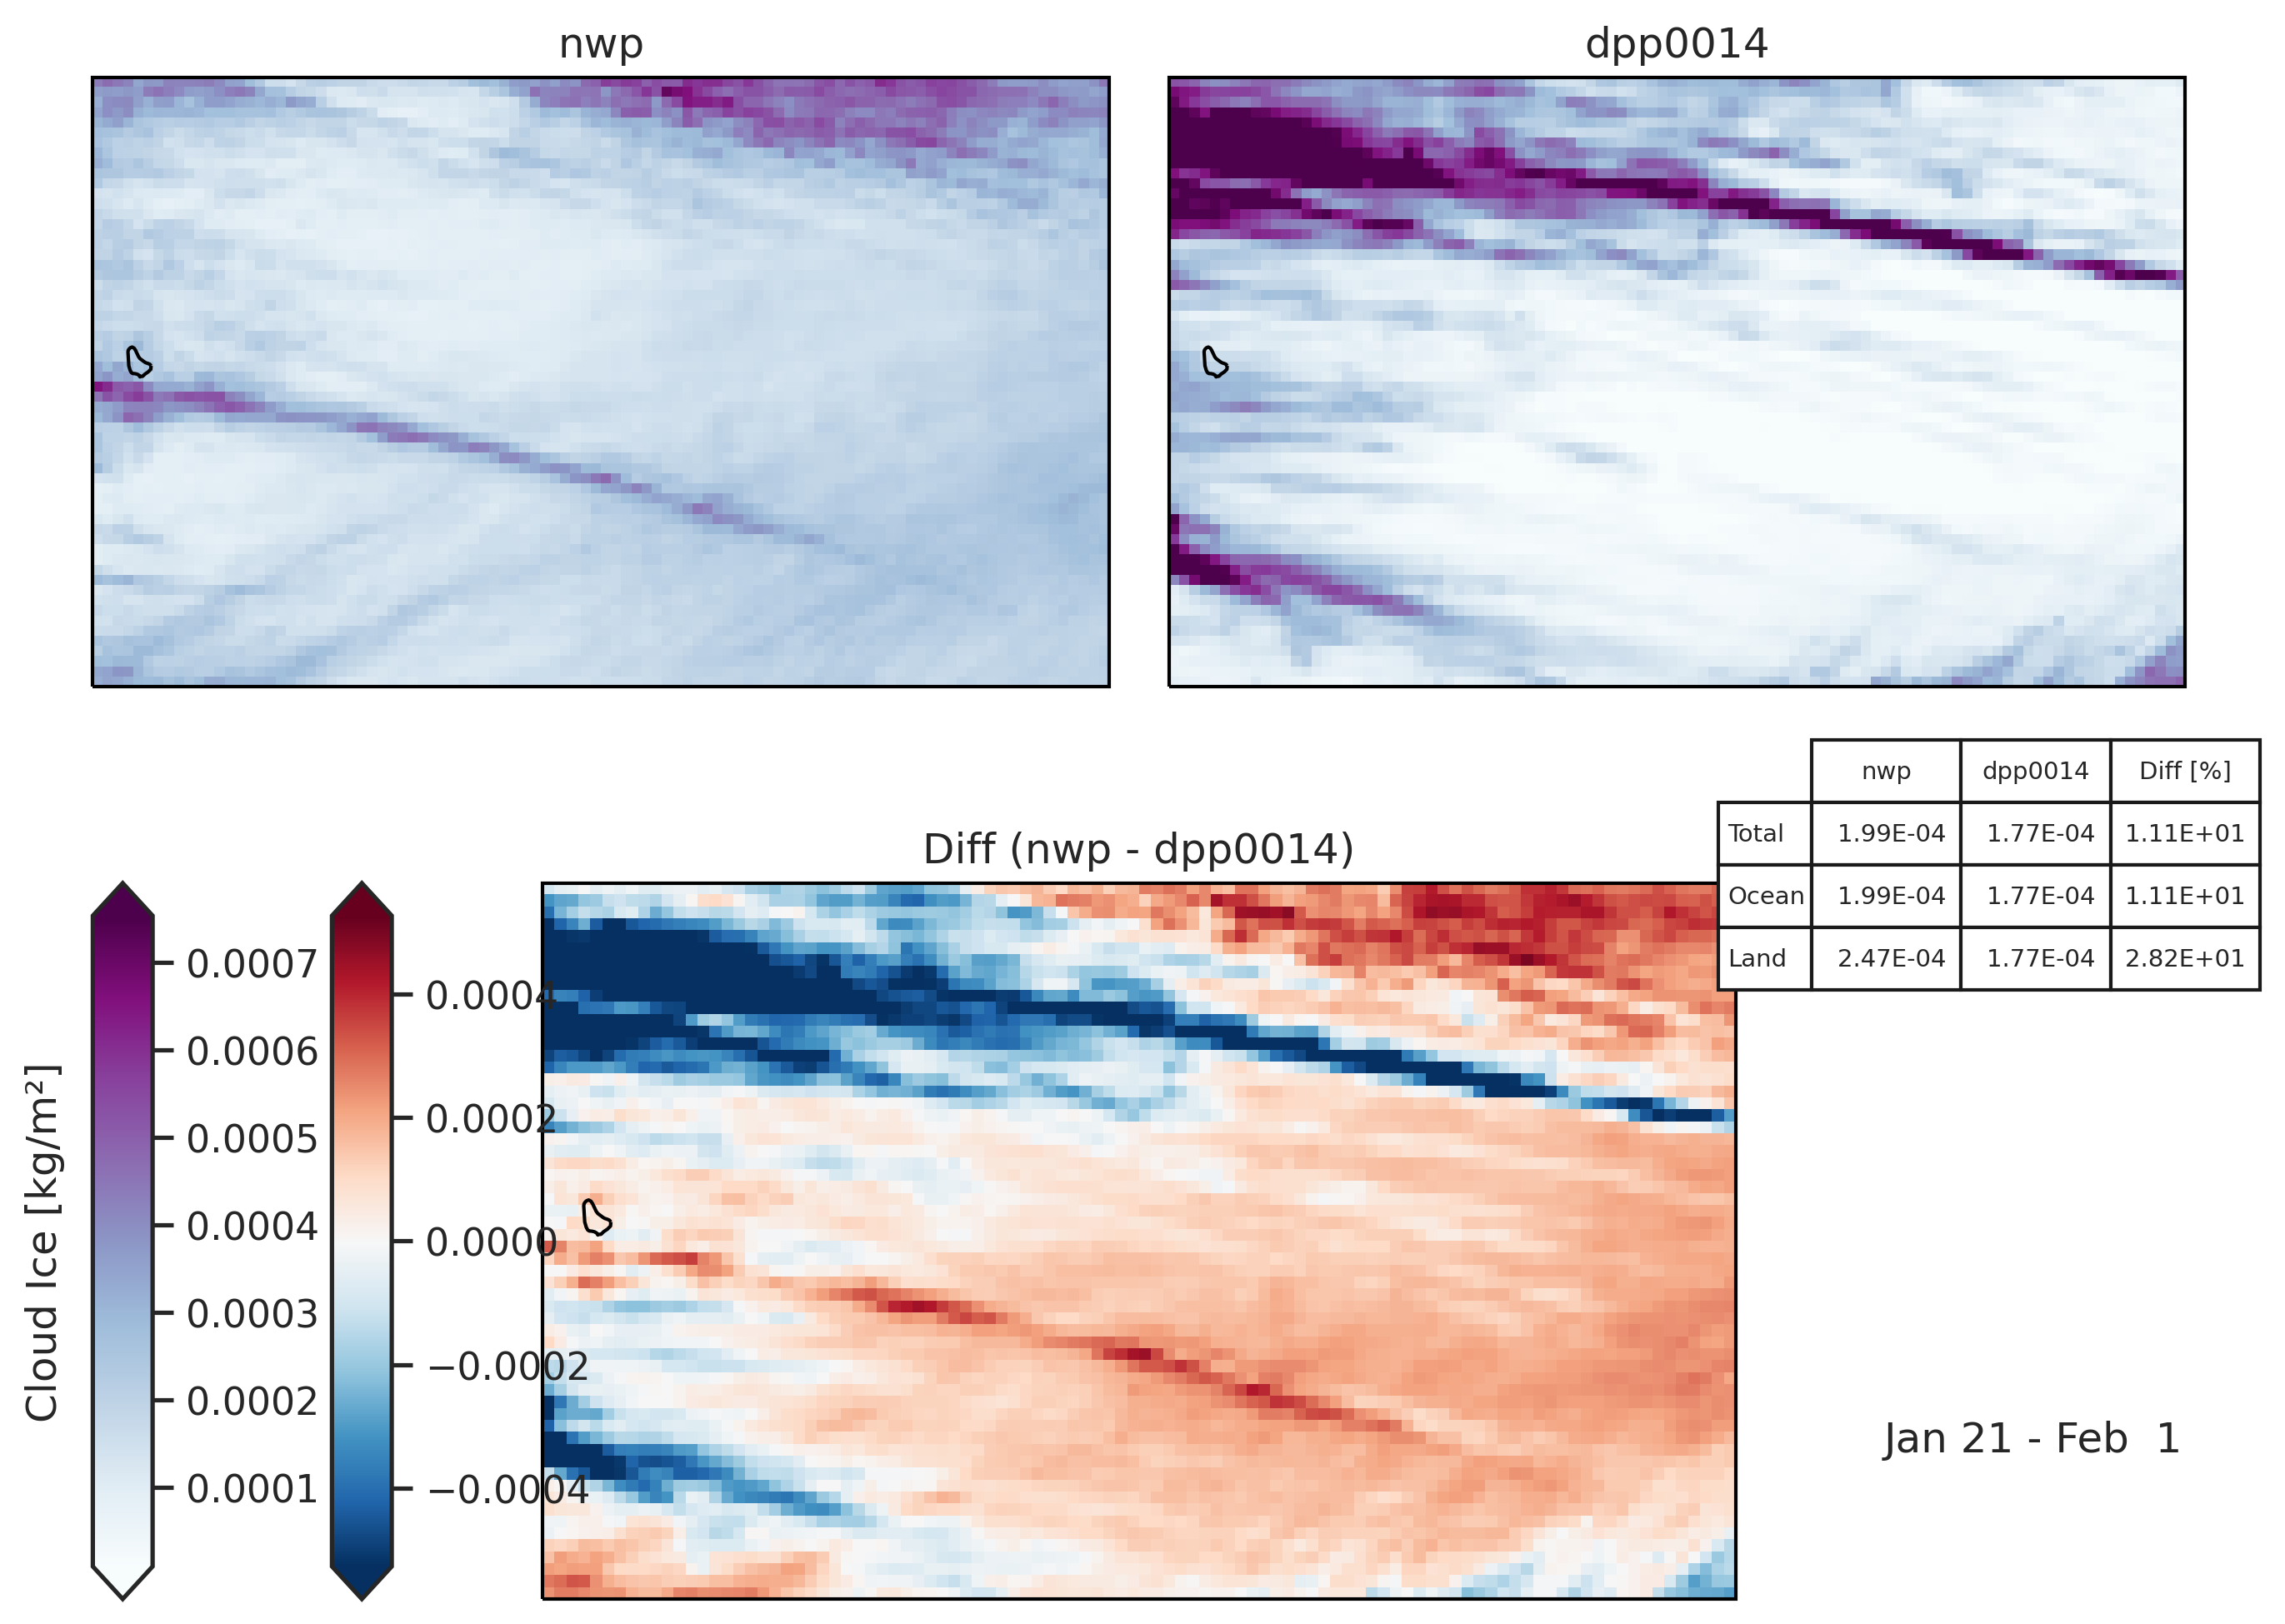 nwp
dpp0014
nwp dpp0014 Diff [%]
Total 1.99E-04 1.77E-04 1.11E+01
Ocean 1.99E-04 1.77E-04 1.11E+01
Land 2.47E-04 1.77E-04 2.82E+01
Diff (nwp - dpp0014)
Cloud Ice [kg/m²]
0.0007
0.0006
0.0005
0.0004
0.0003
0.0002
0.0001
0.0004
0.0002
0.0000
−0.0002
−0.0004
Jan 21 - Feb  1